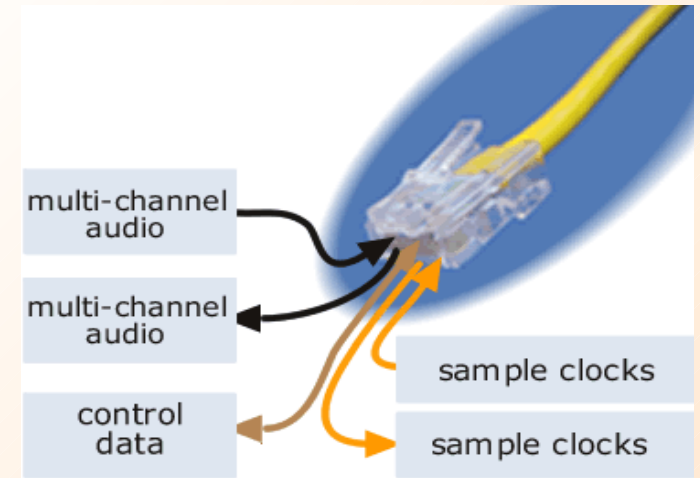 multi-channel
audio
multi-channel
audio
control
data
sample clocks
sample clocks